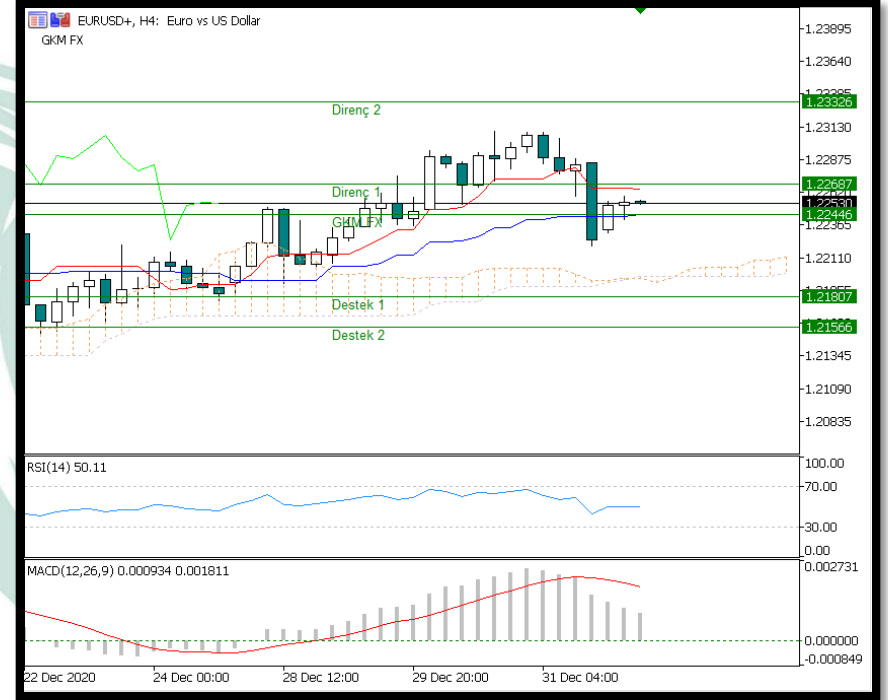 EURUSD+, H4: Euro vs US Dollar
GKM FX
1.23895
1.23640
1.23326
Direnç 2
1.23130
1.22875
1.22687
Direnç 1
1.22530
1.22446
GKM FX
1.22365
1.22110
1.21807
Destek 1
1.21566
Destek 2
1.21345
1.21090
1.20835
RSI(14) 50.11
100.00
70.00
30.00
0.00
MACD(12,26,9) 0.000934 0.001811
0.002731
0.000000
-0.000849
22 Dec 2020
24 Dec 00:00
28 Dec 12:00
29 Dec 20:00
31 Dec 04:00